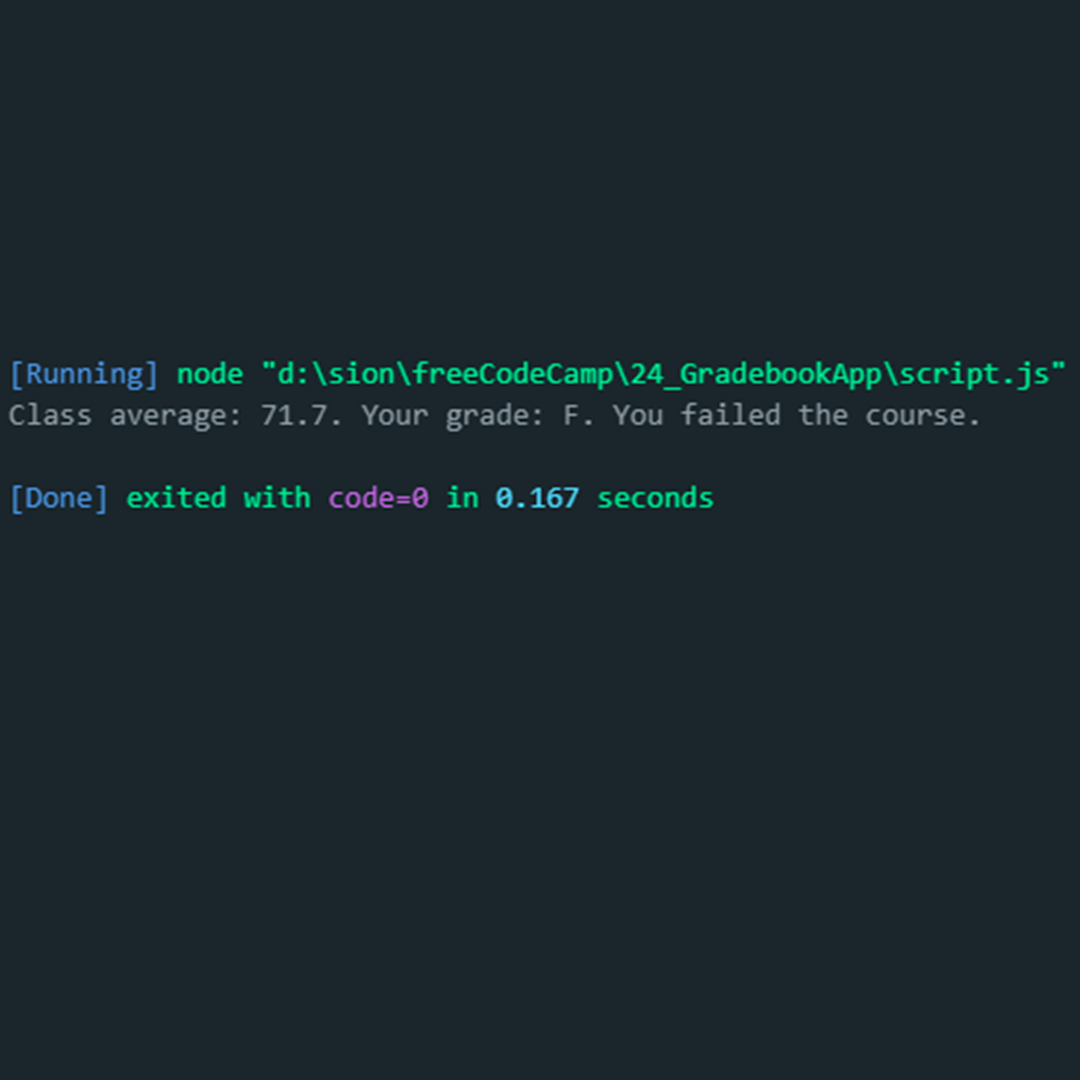 [Running] node "d:\sion\freeCodeCamp\24_GradebookApp\script.js"
Class average: 71.7. Your grade: F. You failed the course.
[Done] exited with code=0 in 0.167 seconds